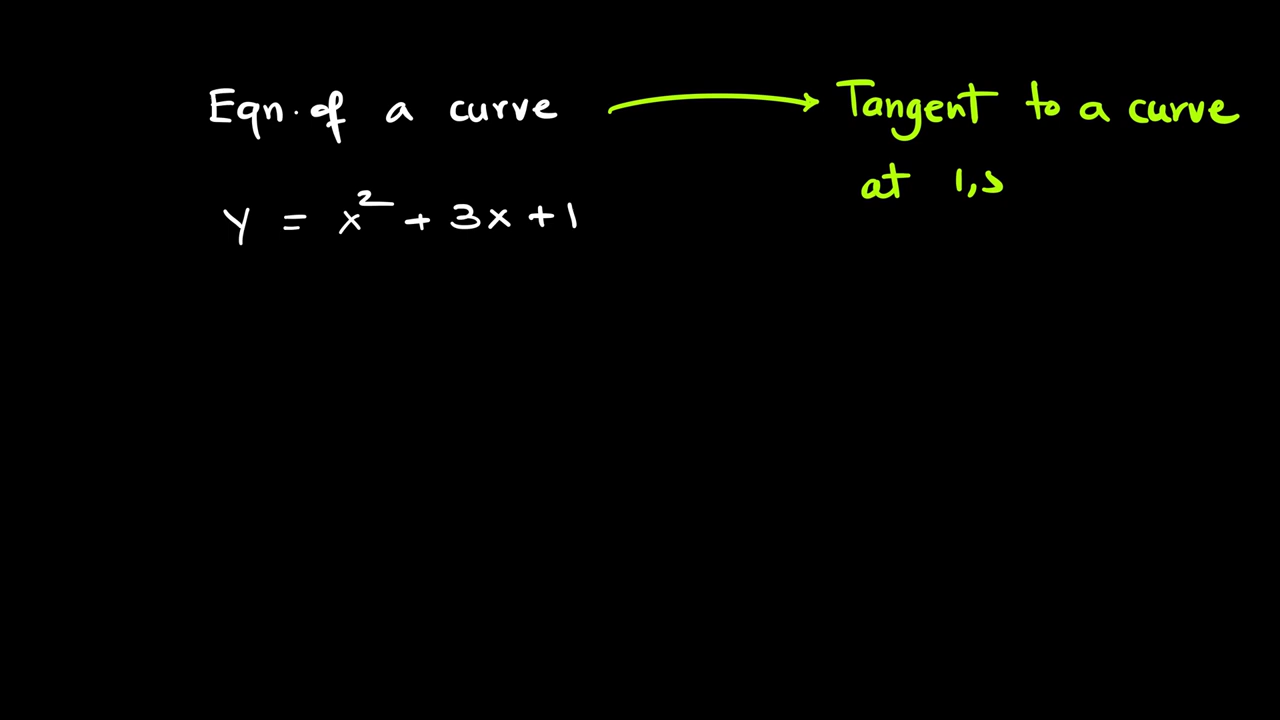 Eqn. of a curve
Tangent to a curve
at 1,5
y = x² + 3x + 1